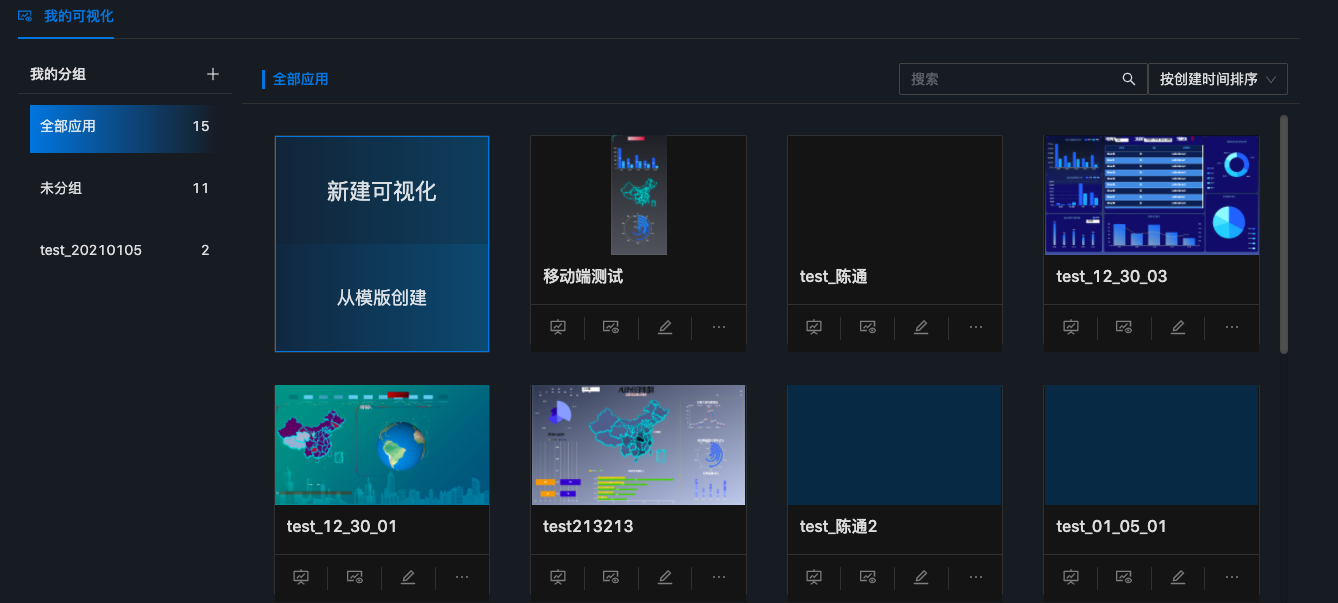 我的可视化
我的分组
全部应用 15
未分组 11
test_20210105 2
全部应用
搜索
按创建时间排序
新建可视化
从模版创建
移动端测试
test_陈通
test_12_30_03
test_12_30_01
test213213
test_陈通2
test_01_05_01